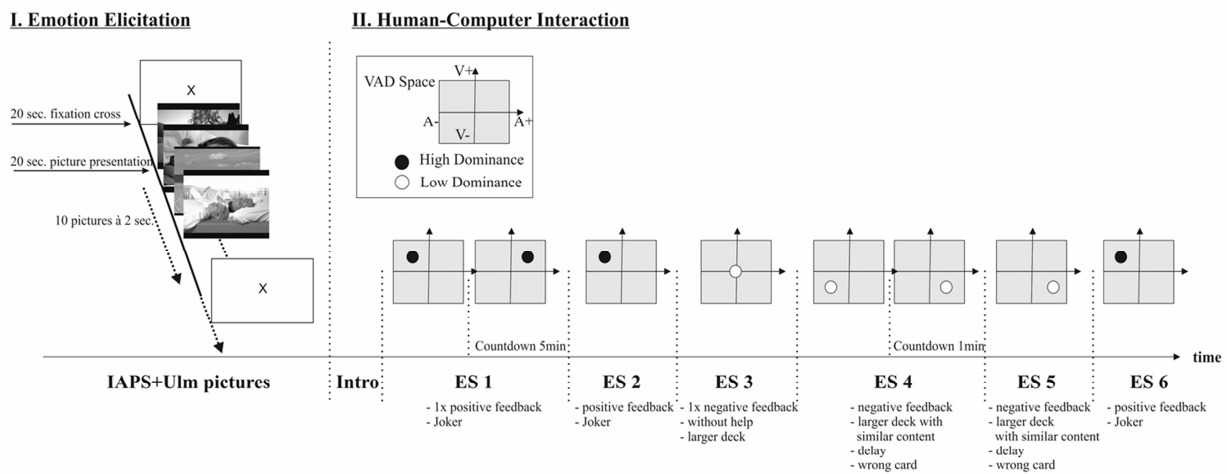 I. Emotion Elicitation
X
20 sec. fixation cross
20 sec. picture presentation
10 pictures à 2 sec.
X
IAPS+Ulm pictures
II. Human-Computer Interaction
VAD Space
V+
A-
A+
V-
High Dominance
Low Dominance
Countdown 5min
Countdown 1min
time
Intro
ES 1
- 1x positive feedback
- Joker
ES 2
- positive feedback
- Joker
ES 3
- 1x negative feedback
- without help
- larger deck
ES 4
- negative feedback
- larger deck with
similar content
- delay
- wrong card
ES 5
- negative feedback
- larger deck
with similar content
- delay
- wrong card
ES 6
- positive feedback
- Joker